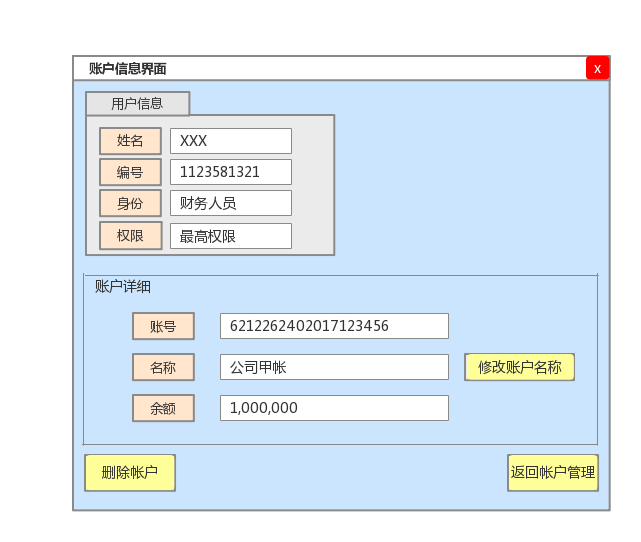 账户信息界面
x
用户信息
姓名 XXX
编号 1123581321
身份 财务人员
权限 最高权限
账户详细
账号 6212262402017123456
名称 公司甲帐 修改账户名称
余额 1,000,000
删除帐户 返回帐户管理